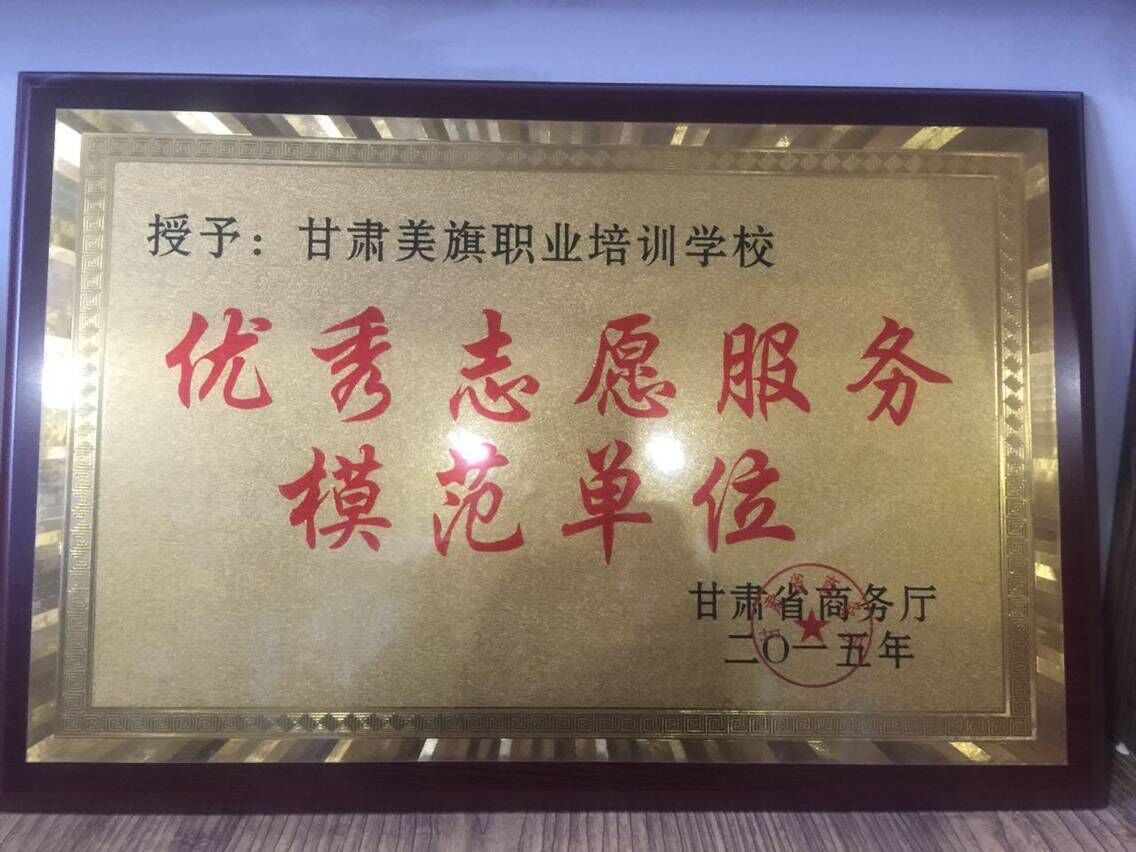 授予：甘肃美旗职业培训学校
优秀志愿服务
模范单位
甘肃省商务厅
二〇一五年